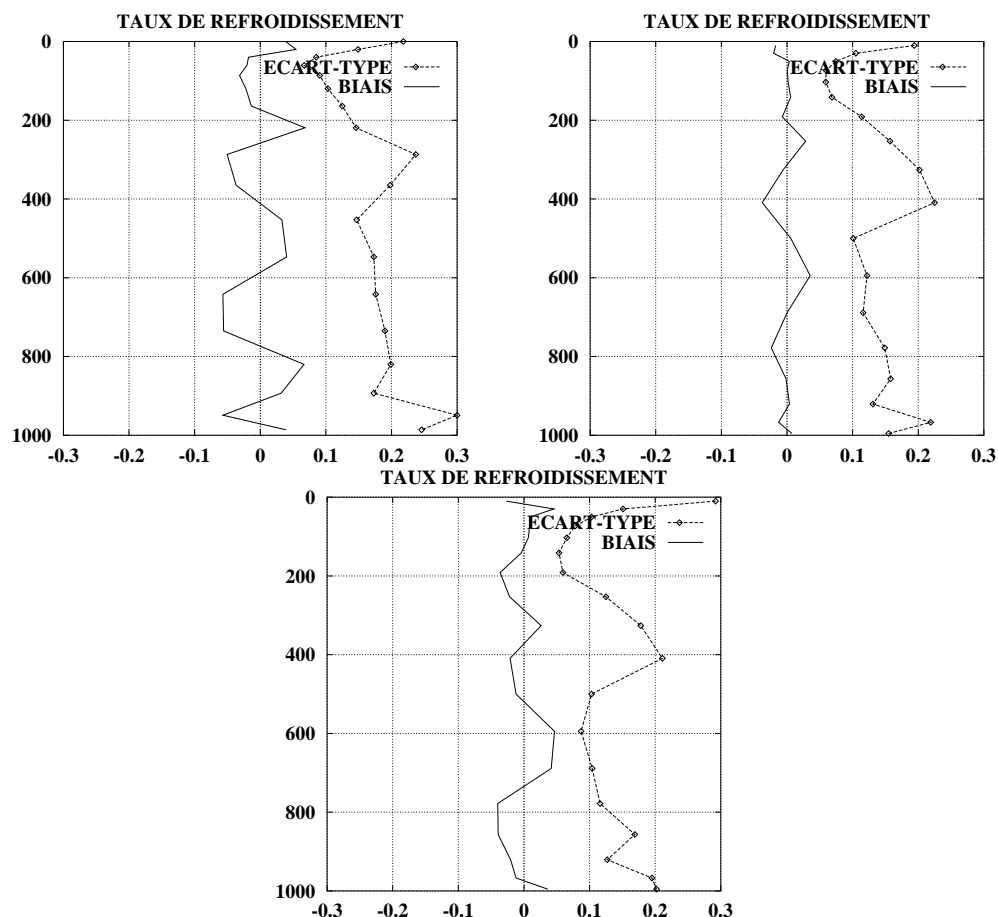 TAUX DE REFROIDISSEMENT
0
200
400
600
800
1000
ECART-TYPE
BIAIS
-0.3 -0.2 -0.1 0 0.1 0.2 0.3
TAUX DE REFROIDISSEMENT
0
200
400
600
800
1000
ECART-TYPE
BIAIS
-0.3 -0.2 -0.1 0 0.1 0.2 0.3
TAUX DE REFROIDISSEMENT
0
200
400
600
800
1000
ECART-TYPE
BIAIS
-0.3 -0.2 -0.1 0 0.1 0.2 0.3